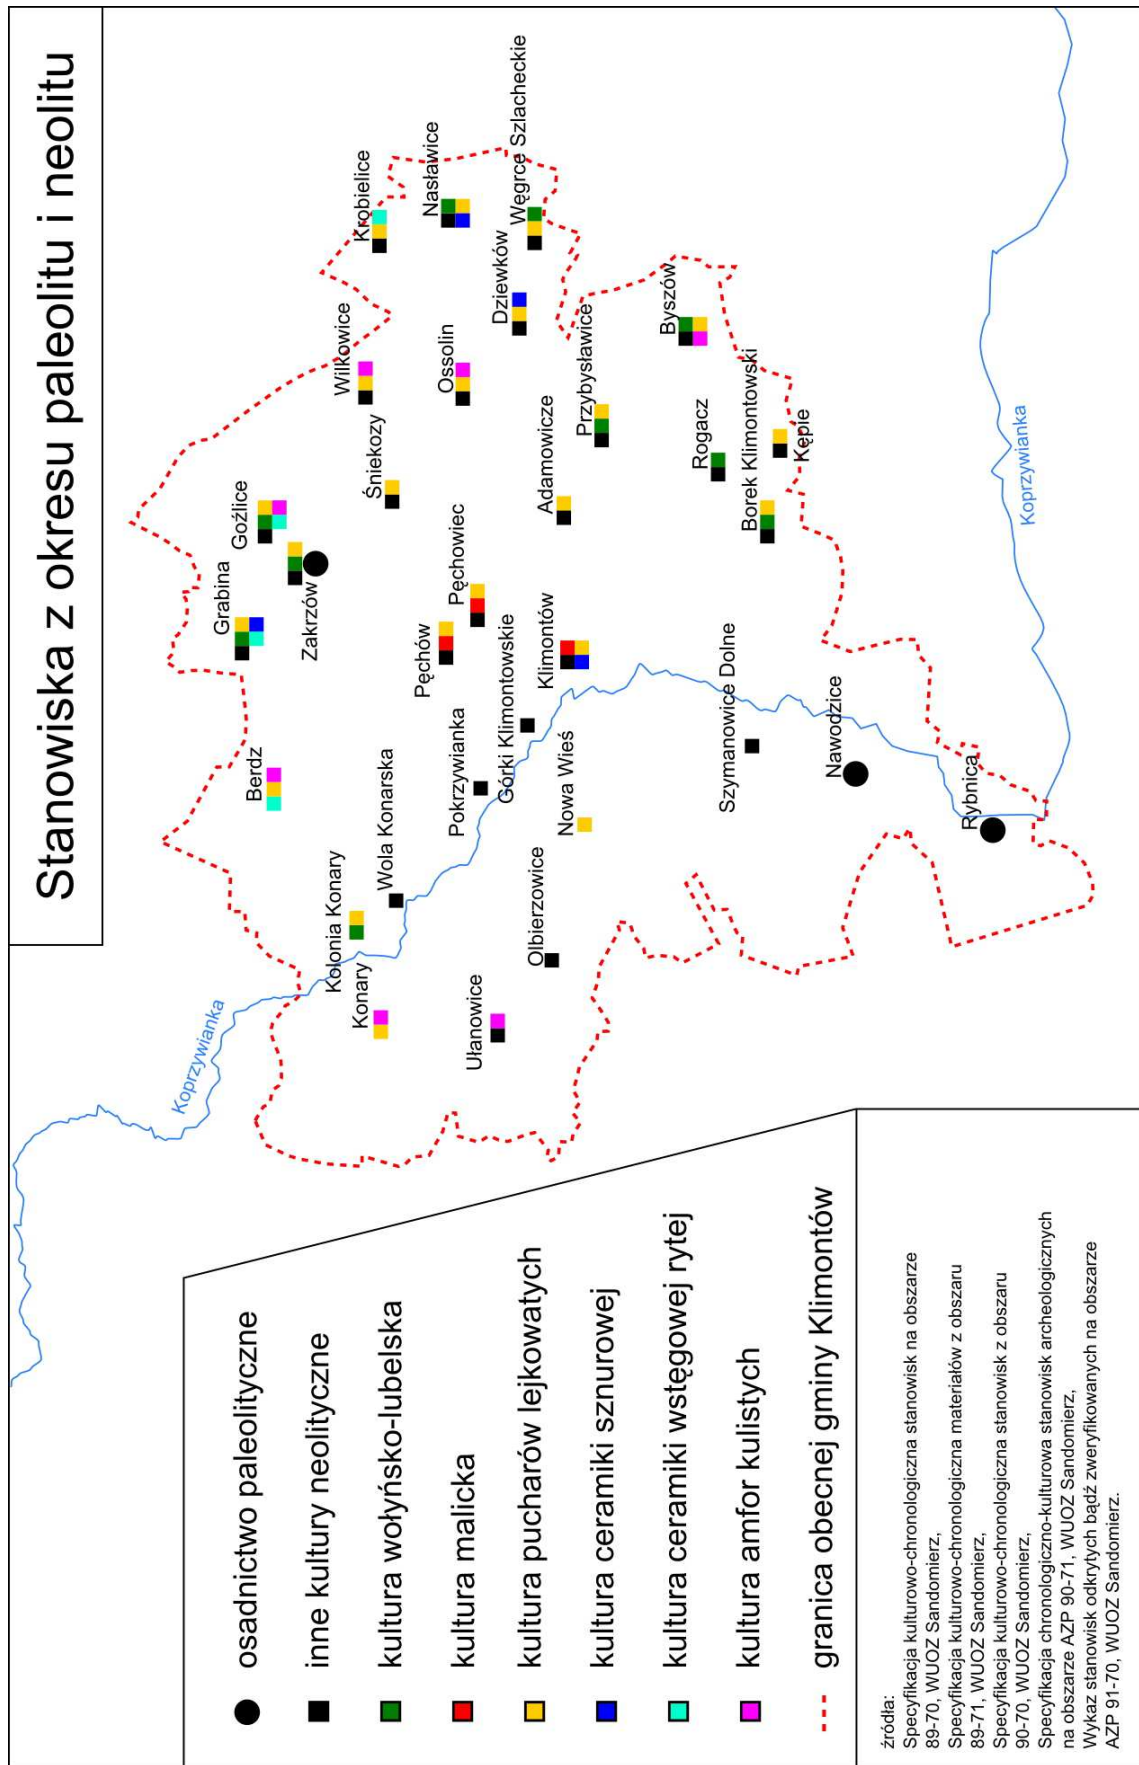 Stanowiska z okresu paleolitu i neolitu
Koprzywianka
Krobielice
Nasławice
Węgrce Szlacheckie
Wilkowice
Dziewków
Ossolin
Byszów
Śniekozy
Przybysławice
Goźlice
Adamowicze
Rogacz
Borek Klimontowski
Kępie
Grabina
Zakrzów
Pęchowiec
Pęchów
Klimontów
Górki Klimontowskie
Berdz
Pokrzywianka
Szymanowice Dolne
Nowa Wieś
Nawodzice
Rybnica
Wola Konarska
Kolonia Konary
Olbierzowice
Konary
Ułanowice
Koprzywianka
osadnictwo paleolityczne
inne kultury neolityczne
kultura wołyńsko-lubelska
kultura malicka
kultura pucharów lejkowatych
kultura ceramiki sznurowej
kultura ceramiki wstęgowej rytej
kultura amfor kulistych
granica obecnej gminy Klimontów
źródła:
Specyfikacja kulturowo-chronologiczna stanowisk na obszarze
89-70, WUOZ Sandomierz,
Specyfikacja kulturowo-chronologiczna materiałów z obszaru
89-71, WUOZ Sandomierz,
Specyfikacja kulturowo-chronologiczna stanowisk z obszaru
90-70, WUOZ Sandomierz,
Specyfikacja chronologiczno-kulturowa stanowisk archeologicznych
na obszarze AZP 90-71, WUOZ Sandomierz,
Wykaz stanowisk odkrytych bądź zweryfikowanych na obszarze
AZP 91-70, WUOZ Sandomierz.